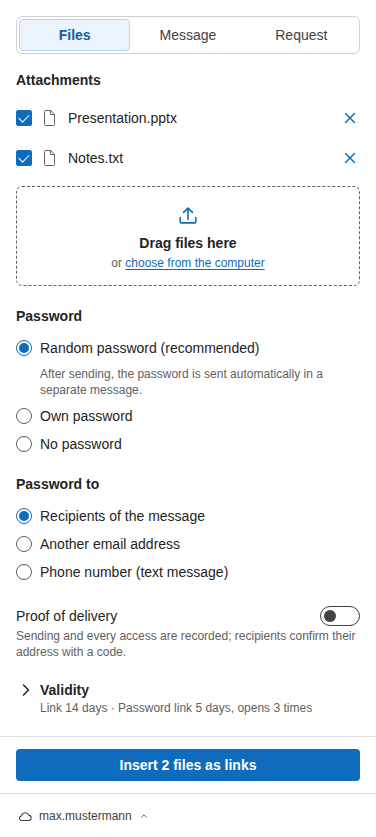 Files
Message
Request
Attachments
Presentation.pptx
Notes.txt
Drag files here
or choose from the computer
Password
Random password (recommended)
After sending, the password is sent automatically in a
separate message.
Own password
No password
Password to
Recipients of the message
Another email address
Phone number (text message)
Proof of delivery
Sending and every access are recorded; recipients confirm their
address with a code.
Validity
Link 14 days · Password link 5 days, opens 3 times
Insert 2 files as links
max.mustermann